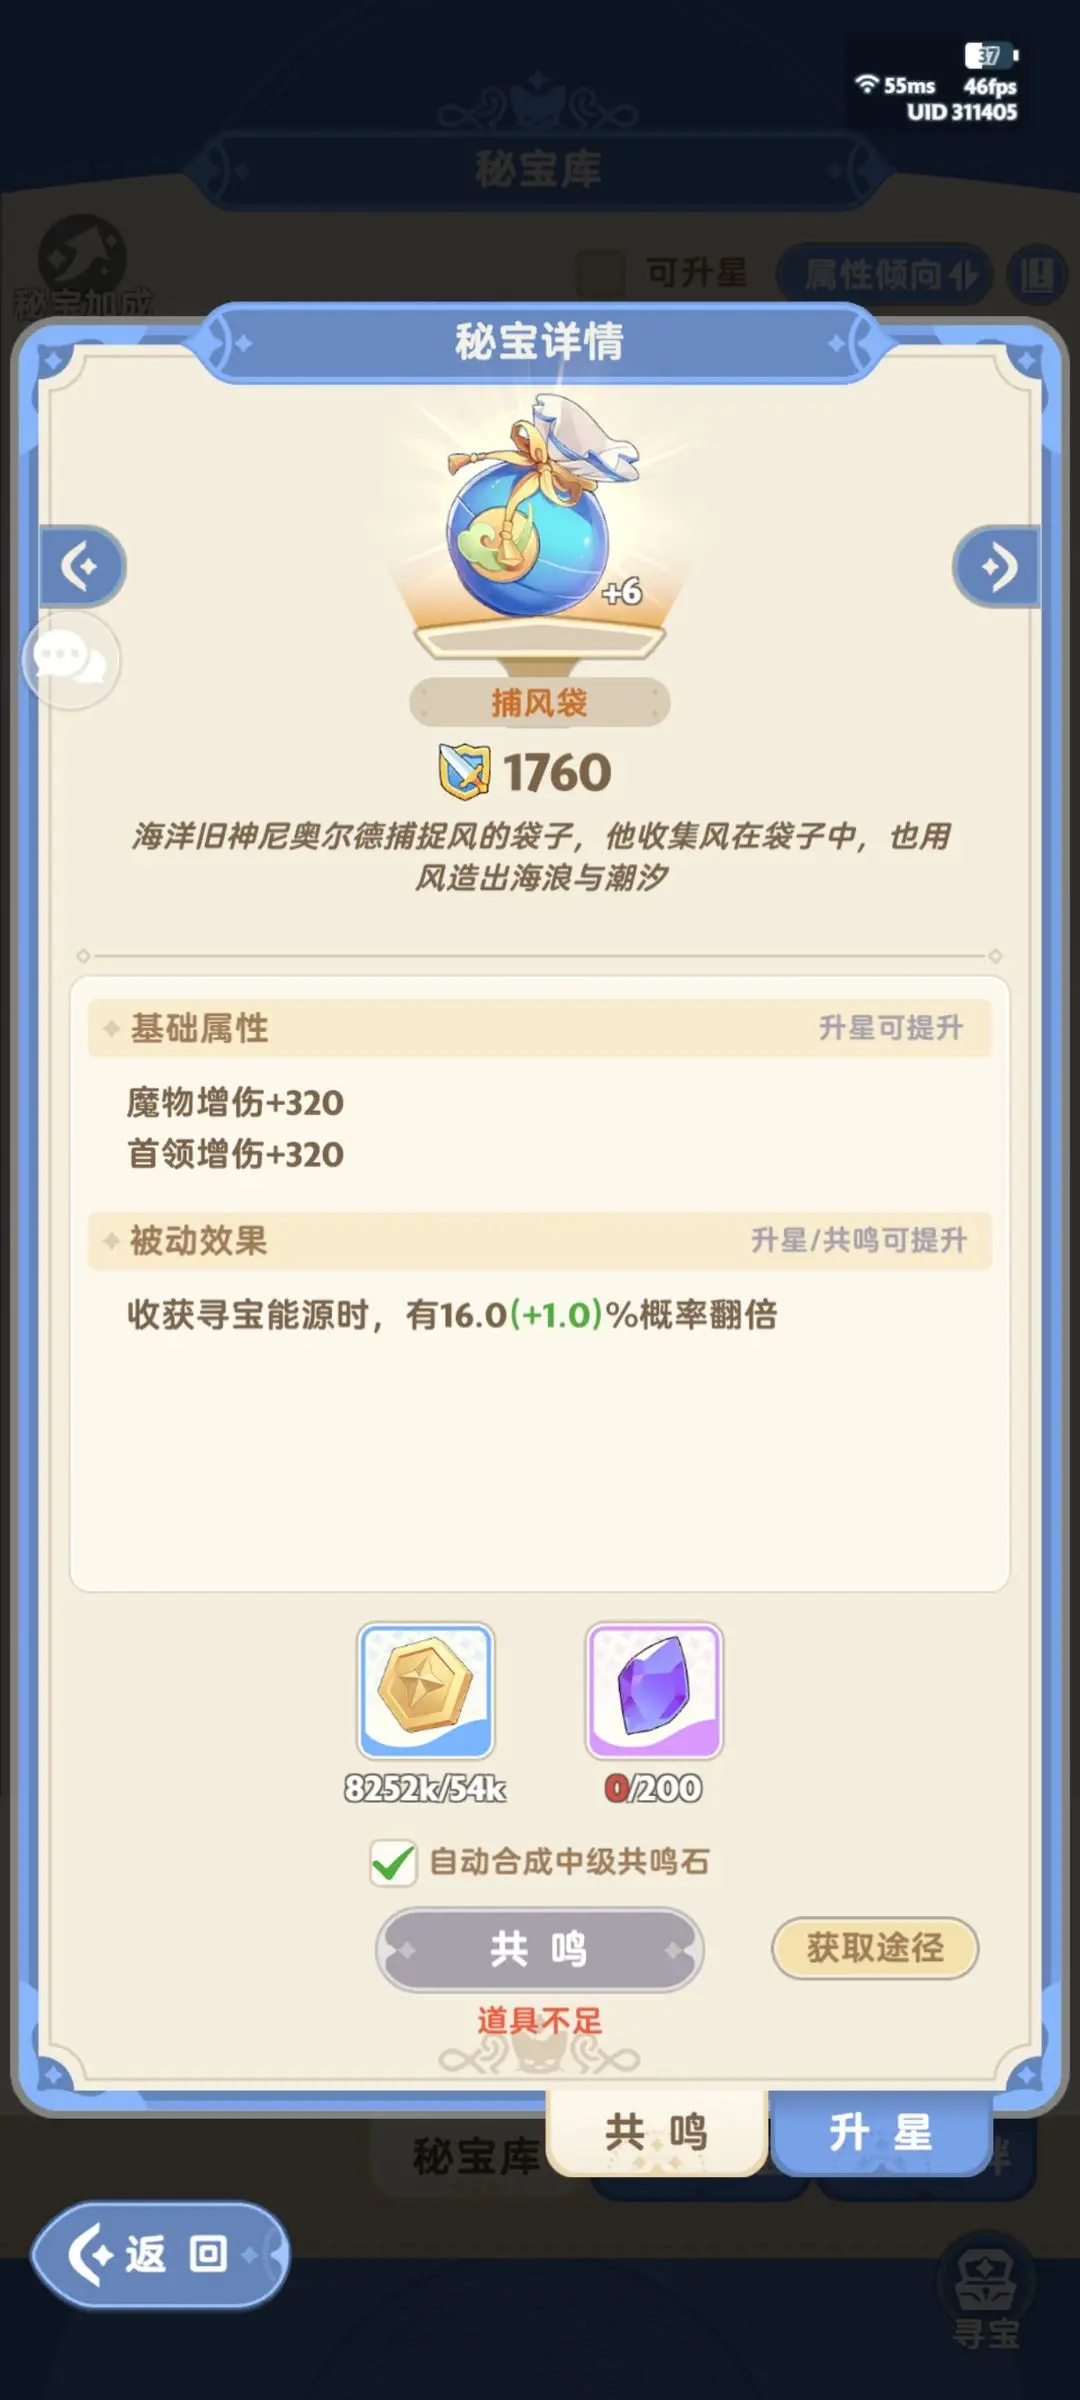 37
55ms 46fps
UID 311405
秘宝库
秘宝加成
可升星
属性倾向
秘宝详情
+6
捕风袋
1760
海洋旧神尼奥尔德捕捉风的袋子，他收集风在袋子中，也用
风造出海浪与潮汐
基础属性 升星可提升
魔物增伤+320
首领增伤+320
被动效果 升星/共鸣可提升
收获寻宝能源时，有16.0(+1.0)%概率翻倍
8252k/54k 0/200
自动合成中级共鸣石
共鸣 获取途径
道具不足
秘宝库 共鸣 升星
返回
寻宝